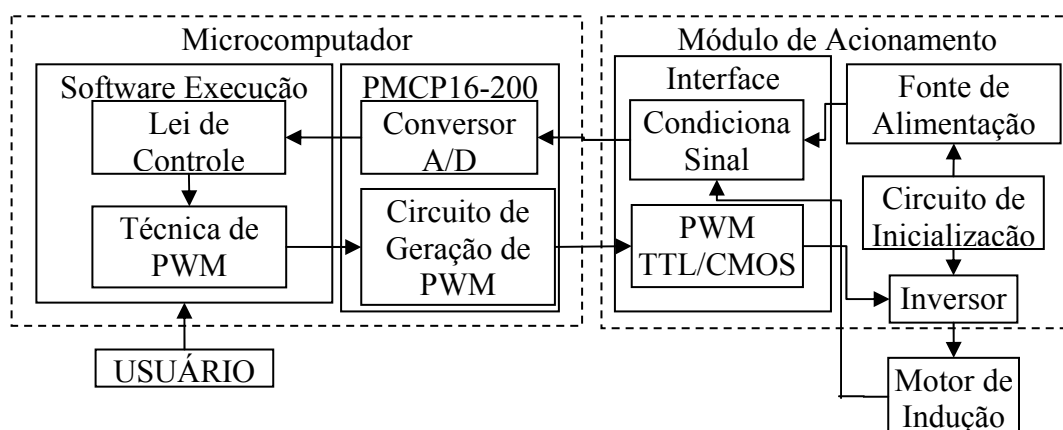 Microcomputador
Software Execução
Lei de
Controle
Técnica de
PWM
PMCP16-200
Conversor
A/D
Circuito de
Geração de
PWM
USUÁRIO
Módulo de Acionamento
Interface
Condiciona
Sinal
PWM
TTL/CMOS
Fonte de
Alimentação
Circuito de
Inicialização
Inversor
Motor de
Indução